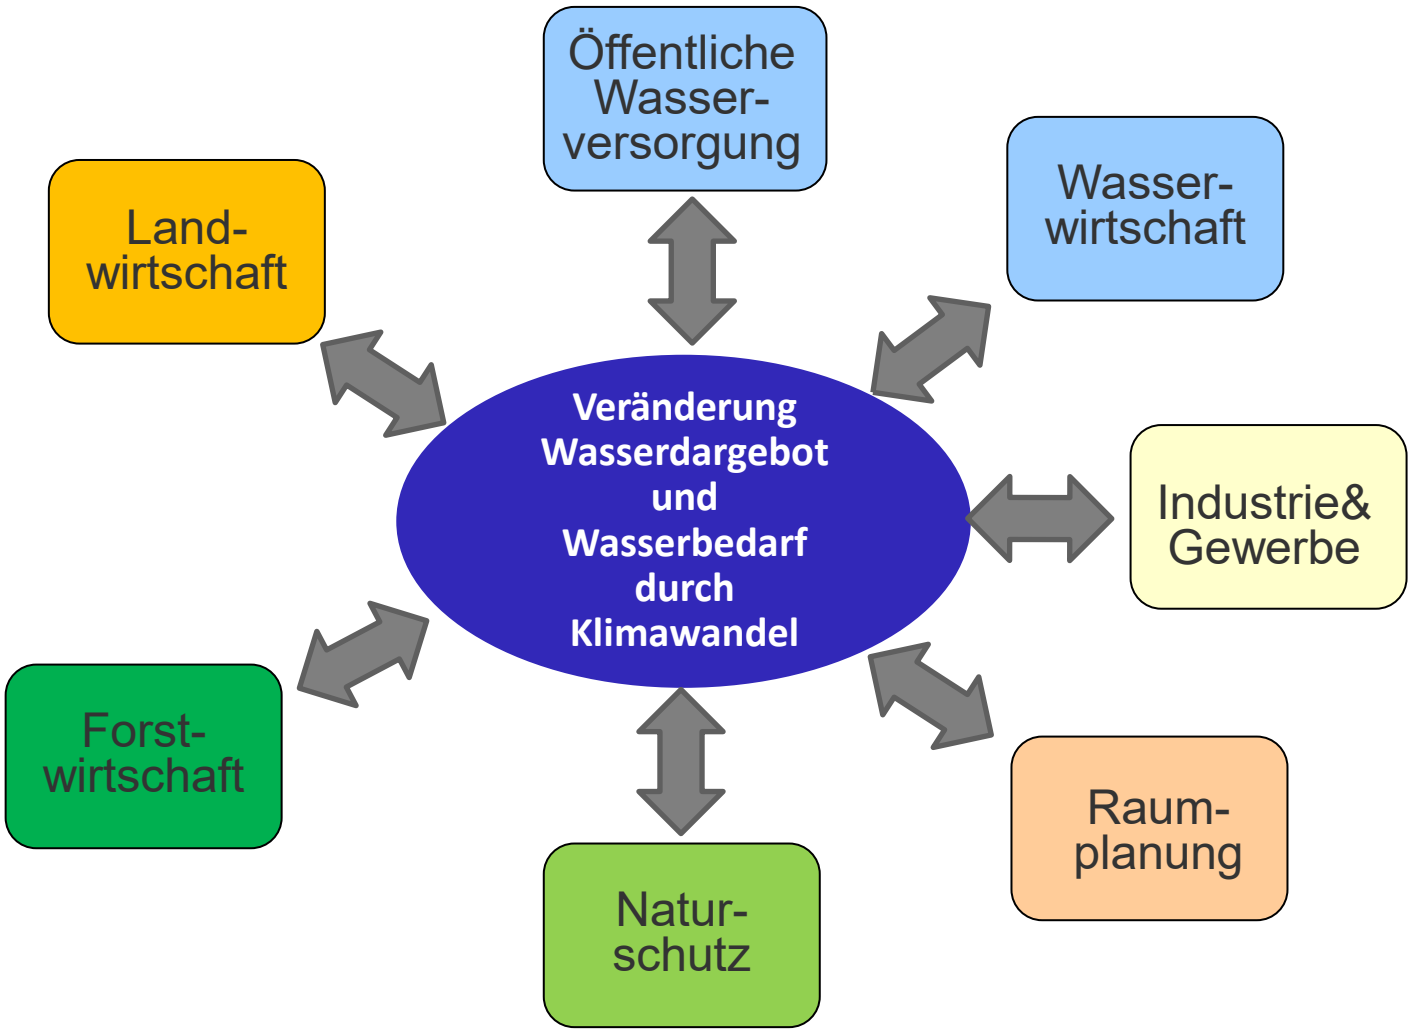 Öffentliche
Wasser-
versorgung
Wasser-
wirtschaft
Land-
wirtschaft
Veränderung
Wasserdargebot
und
Wasserbedarf
durch
Klimawandel
Industrie&
Gewerbe
Forst-
wirtschaft
Raum-
planung
Natur-
schutz